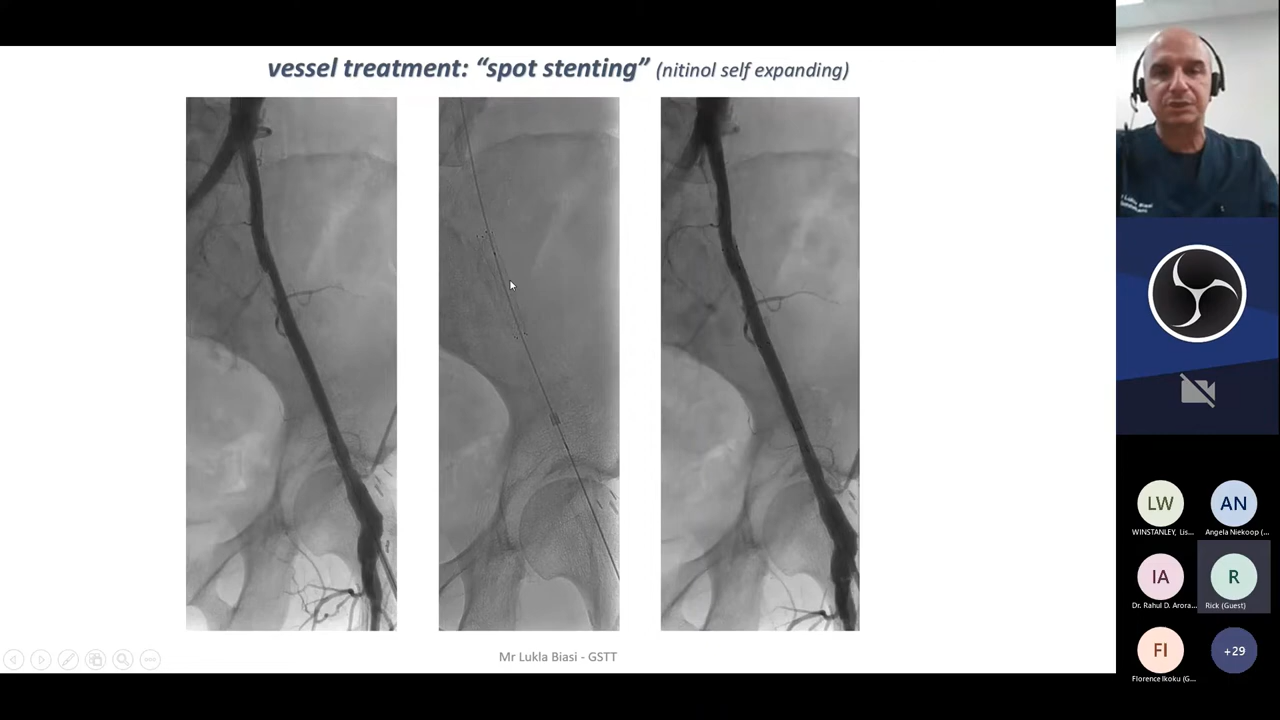 vessel treatment: “spot stenting” (nitinol self expanding)
Mr Lukla Biasi - GSTT
LW
WINSTANLEY, Lis...
AN
Angela Niekoop (...
IA
Dr. Rahul D. Arora...
R
Rick (Guest)
FI
Florence Ikoku (G...
+29